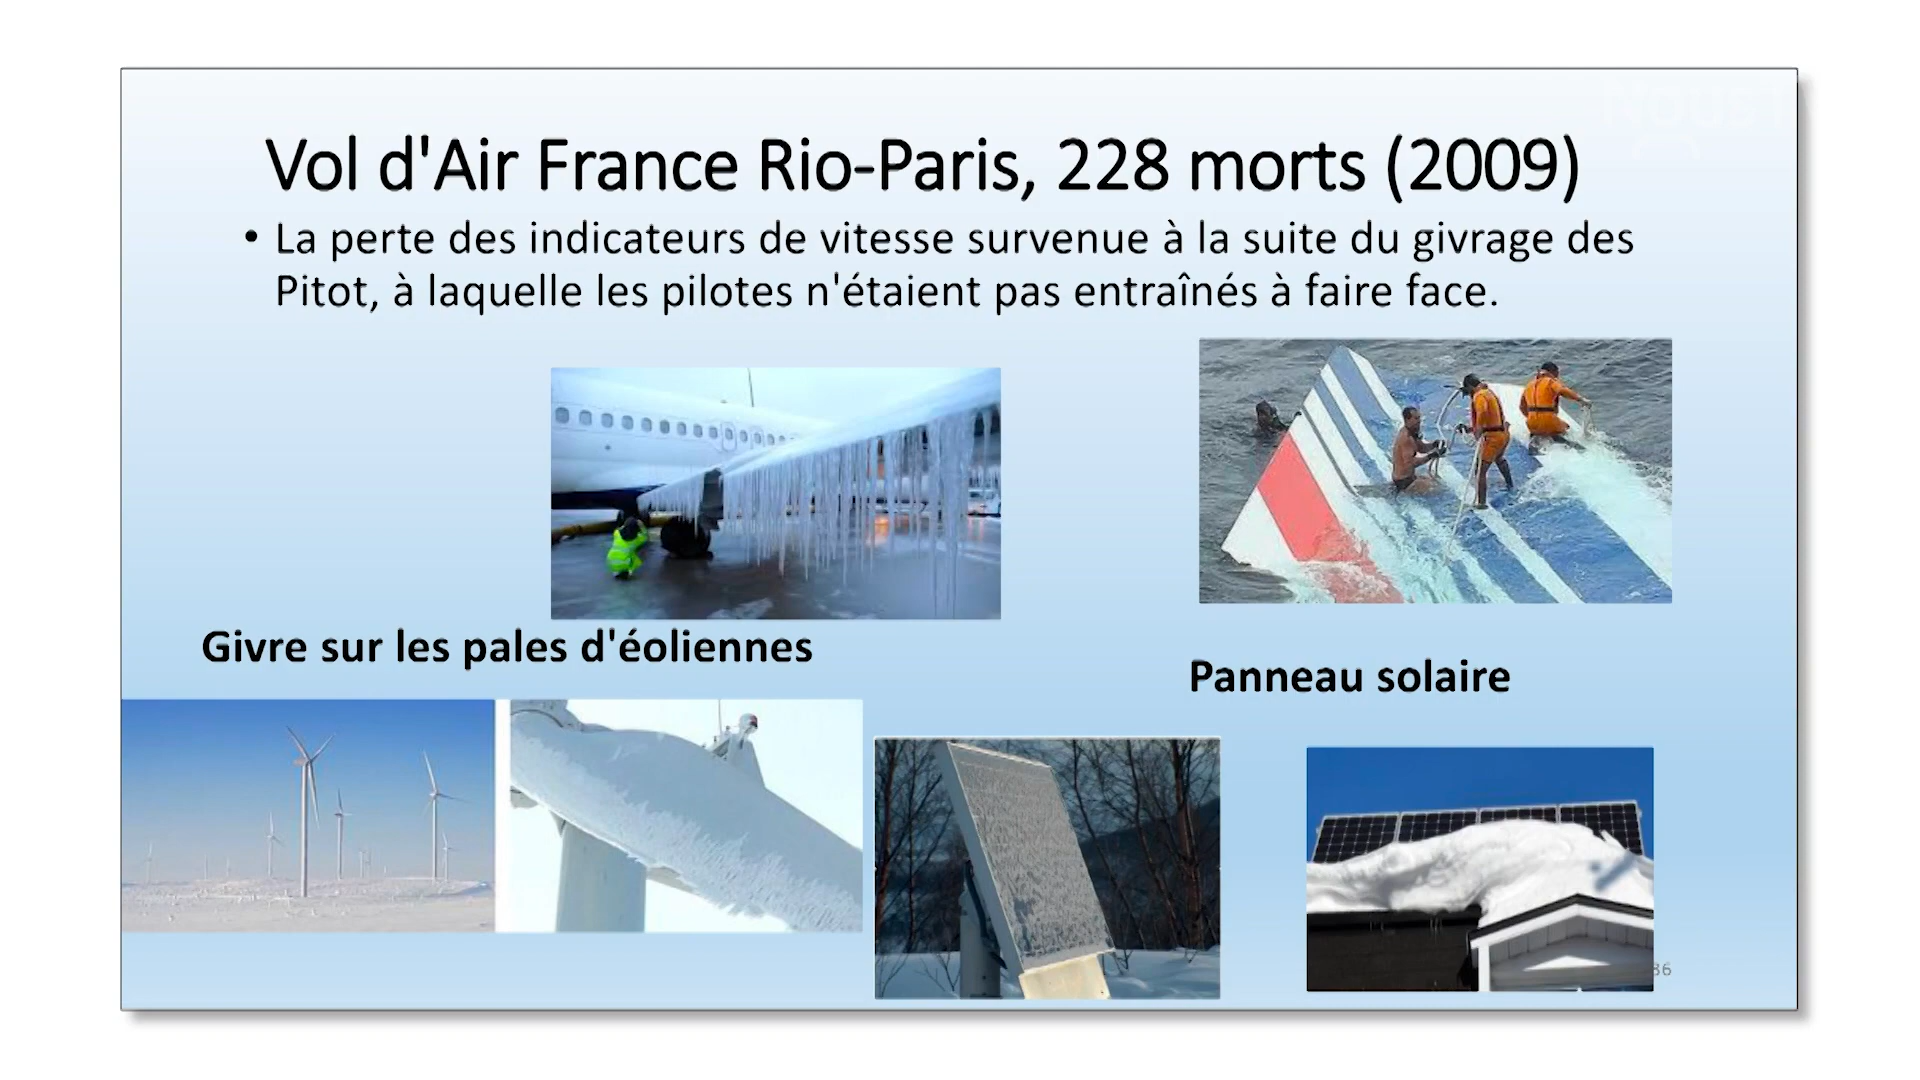 Vol d'Air France Rio-Paris, 228 morts (2009)
• La perte des indicateurs de vitesse survenue à la suite du givrage des
Pitot, à laquelle les pilotes n'étaient pas entraînés à faire face.
Givre sur les pales d'éoliennes
Panneau solaire
36